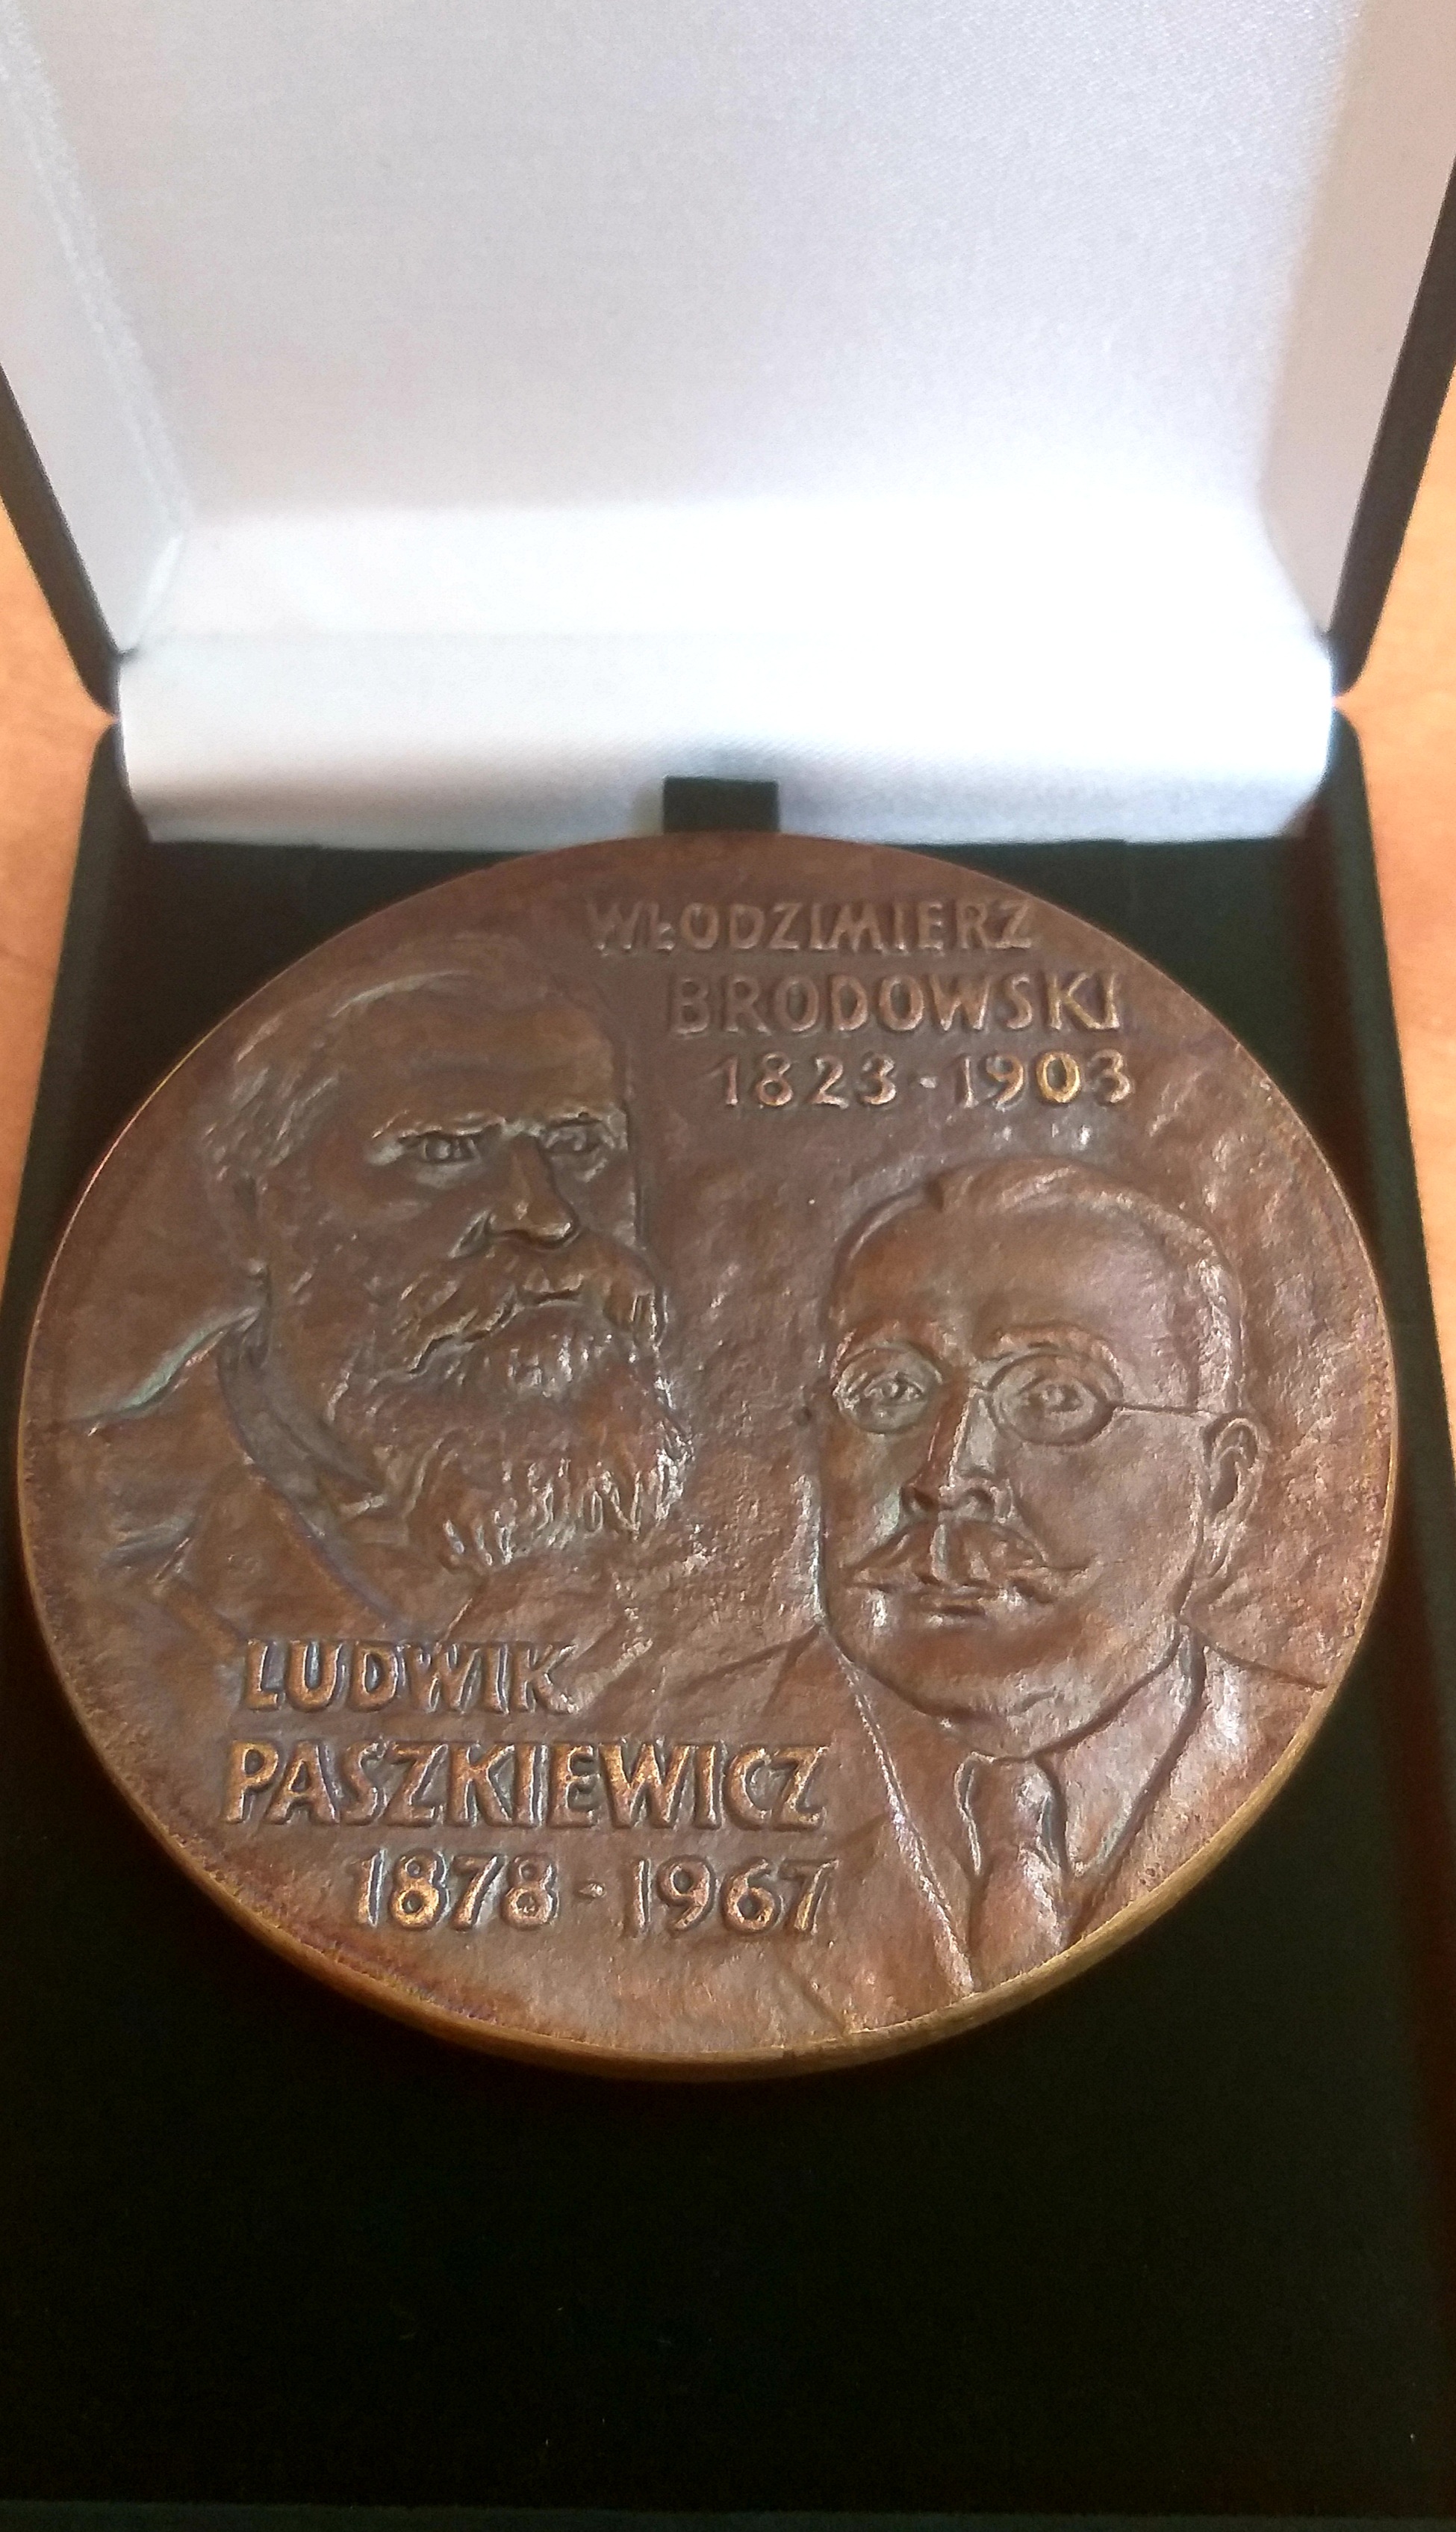 WŁODZIMIERZ
BRODOWSKI
1823-1903
LUDWIK
PASZKIEWICZ
1878-1967